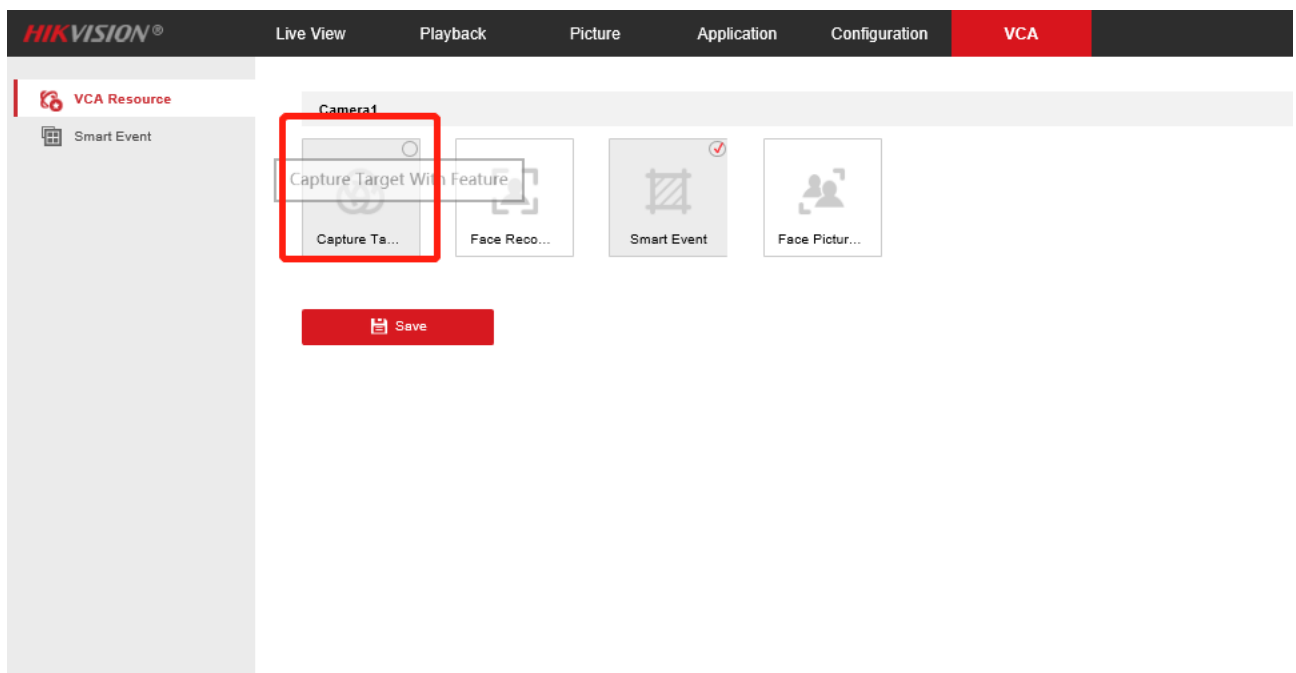 HIKVISION® Live View Playback Picture Application Configuration VCA
VCA Resource
Smart Event
Camera1
Capture Target With Feature
Capture Ta... Face Reco... Smart Event Face Pictur...
Save